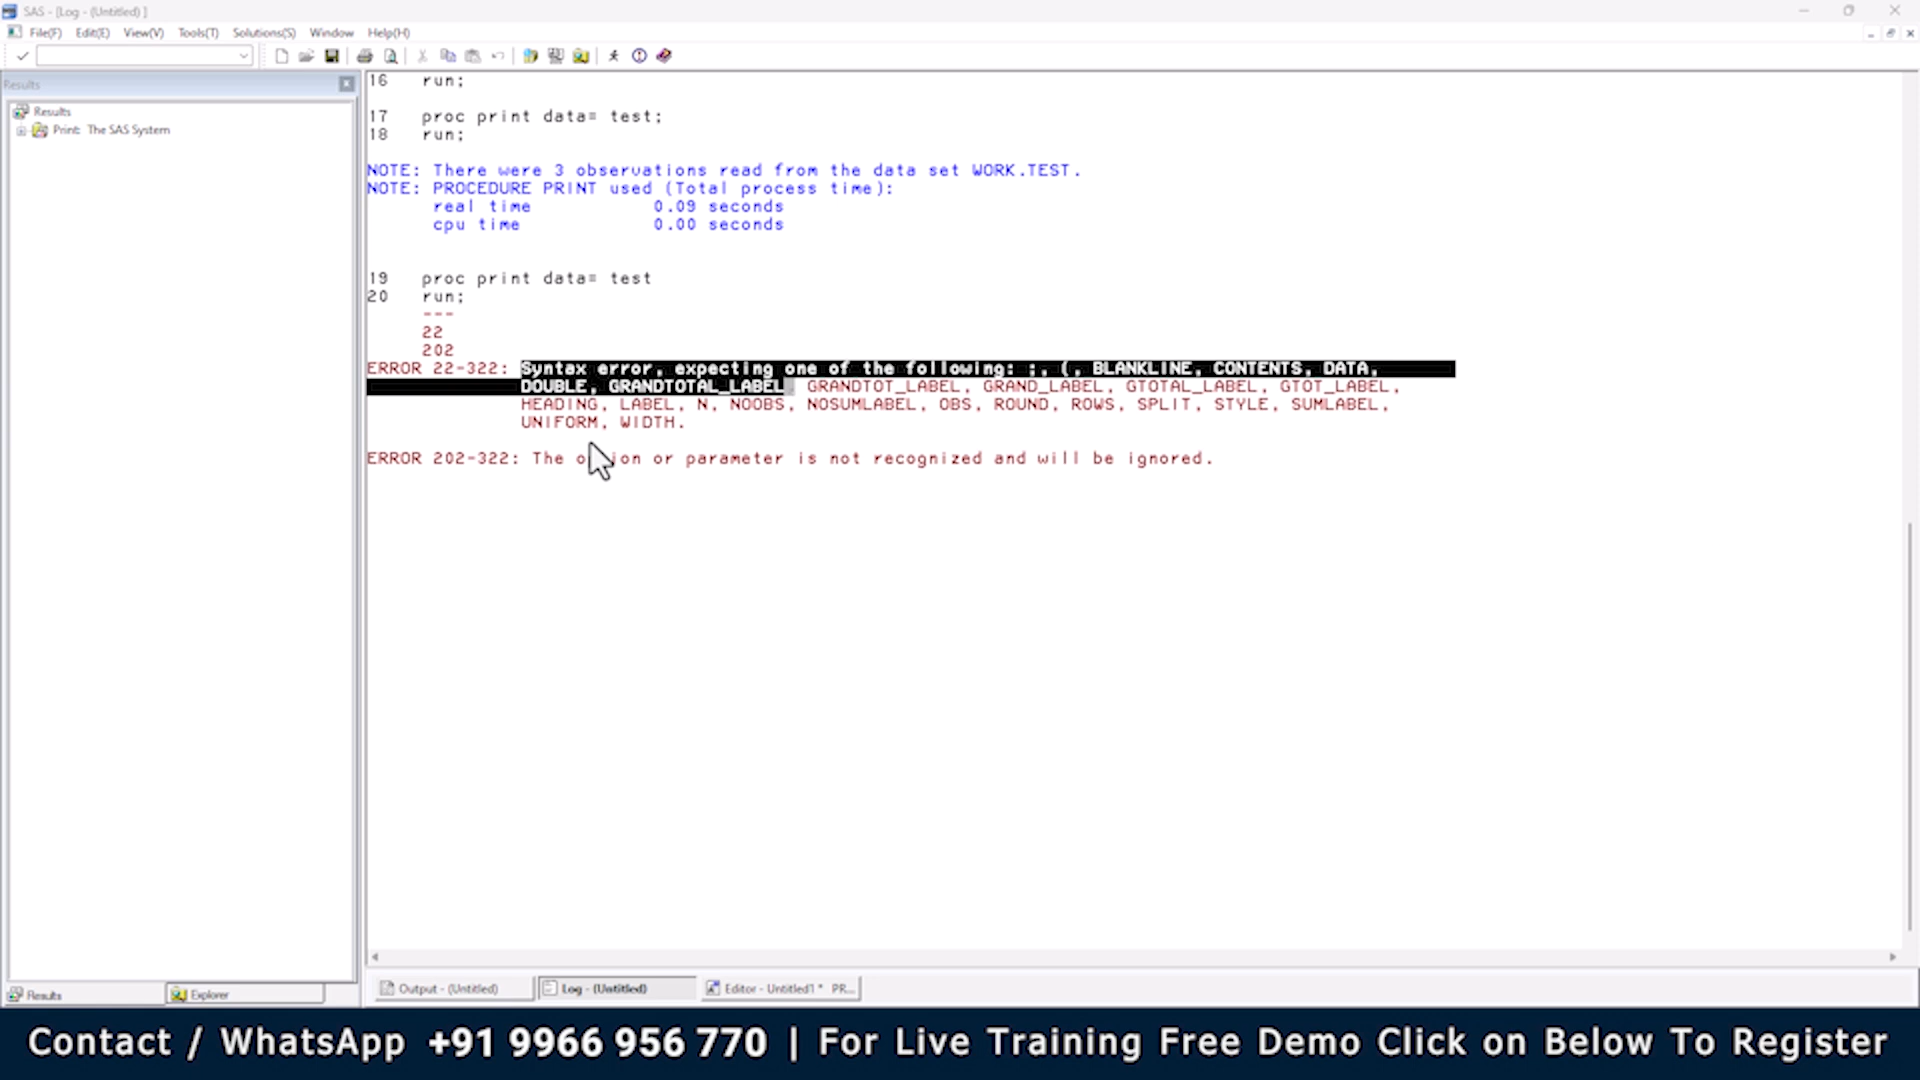 SAS - [Log - (Untitled) ]
File(F) Edit(E) View(V) Tools(T) Solutions(S) Window Help(H)
Results
Results
Print: The SAS System
16 run;
17 proc print data= test;
18 run;
NOTE: There were 3 observations read from the data set WORK.TEST.
NOTE: PROCEDURE PRINT used (Total process time):
real time 0.09 seconds
cpu time 0.00 seconds
19 proc print data= test
20 run;
---
22
202
ERROR 22-322: Syntax error, expecting one of the following: ;, (, BLANKLINE, CONTENTS, DATA,
DOUBLE, GRANDTOTAL_LABEL, GRANDTOT_LABEL, GRAND_LABEL, GTOTAL_LABEL, GTOT_LABEL,
HEADING, LABEL, N, NOOBS, NOSUMLABEL, OBS, ROUND, ROWS, SPLIT, STYLE, SUMLABEL,
UNIFORM, WIDTH.
ERROR 202-322: The option or parameter is not recognized and will be ignored.
Results Explorer
Output - (Untitled) Log - (Untitled) Editor - Untitled1 * PR...
Contact / WhatsApp +91 9966 956 770 | For Live Training Free Demo Click on Below To Register